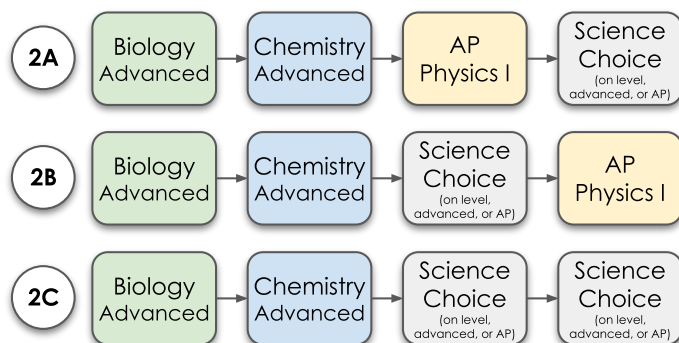 2A
Biology
Advanced
Chemistry
Advanced
AP
Physics I
Science
Choice
(on level,
advanced, or AP)
2B
Biology
Advanced
Chemistry
Advanced
Science
Choice
(on level,
advanced, or AP)
AP
Physics I
2C
Biology
Advanced
Chemistry
Advanced
Science
Choice
(on level,
advanced, or AP)
Science
Choice
(on level,
advanced, or AP)